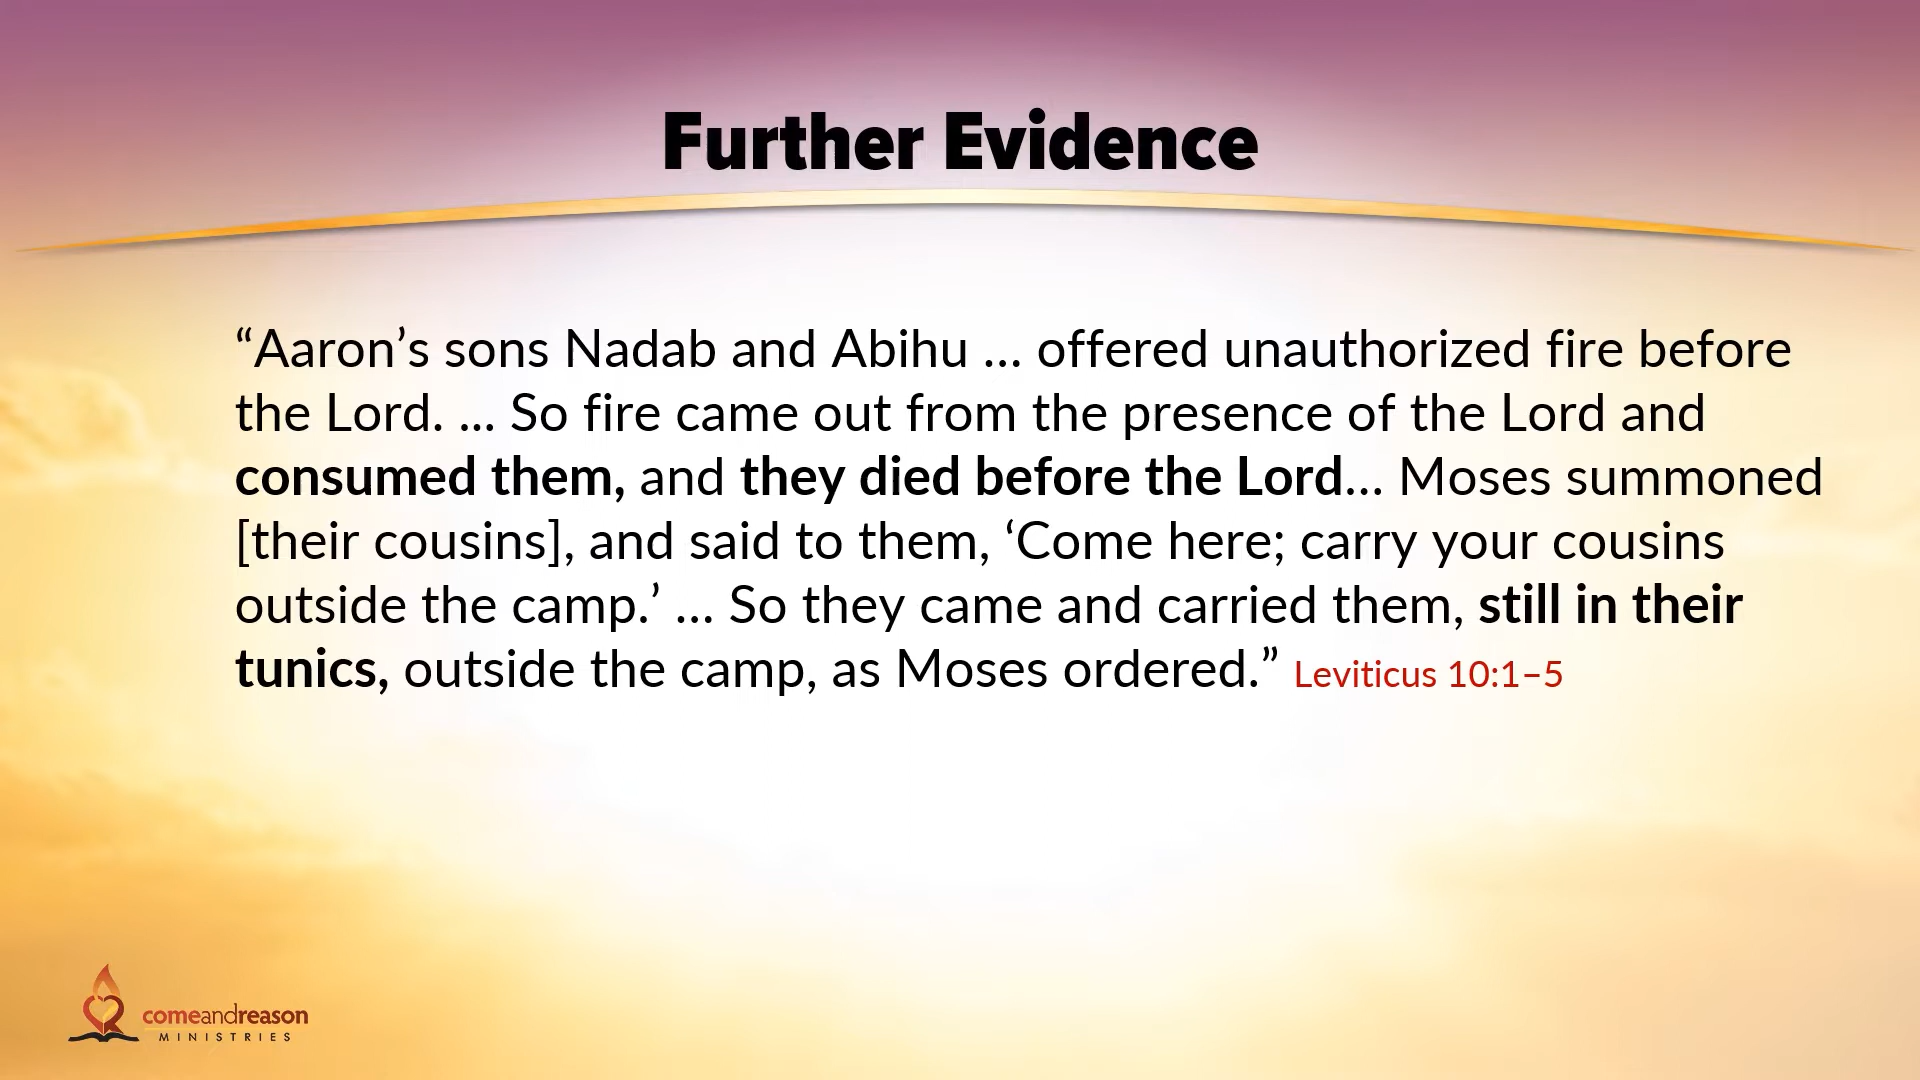 Further Evidence
“Aaron’s sons Nadab and Abihu ... offered unauthorized fire before
the Lord. ... So fire came out from the presence of the Lord and
consumed them, and they died before the Lord... Moses summoned
[their cousins], and said to them, ‘Come here; carry your cousins
outside the camp.’ ... So they came and carried them, still in their
tunics, outside the camp, as Moses ordered.” Leviticus 10:1–5
comeandreason
MINISTRIES